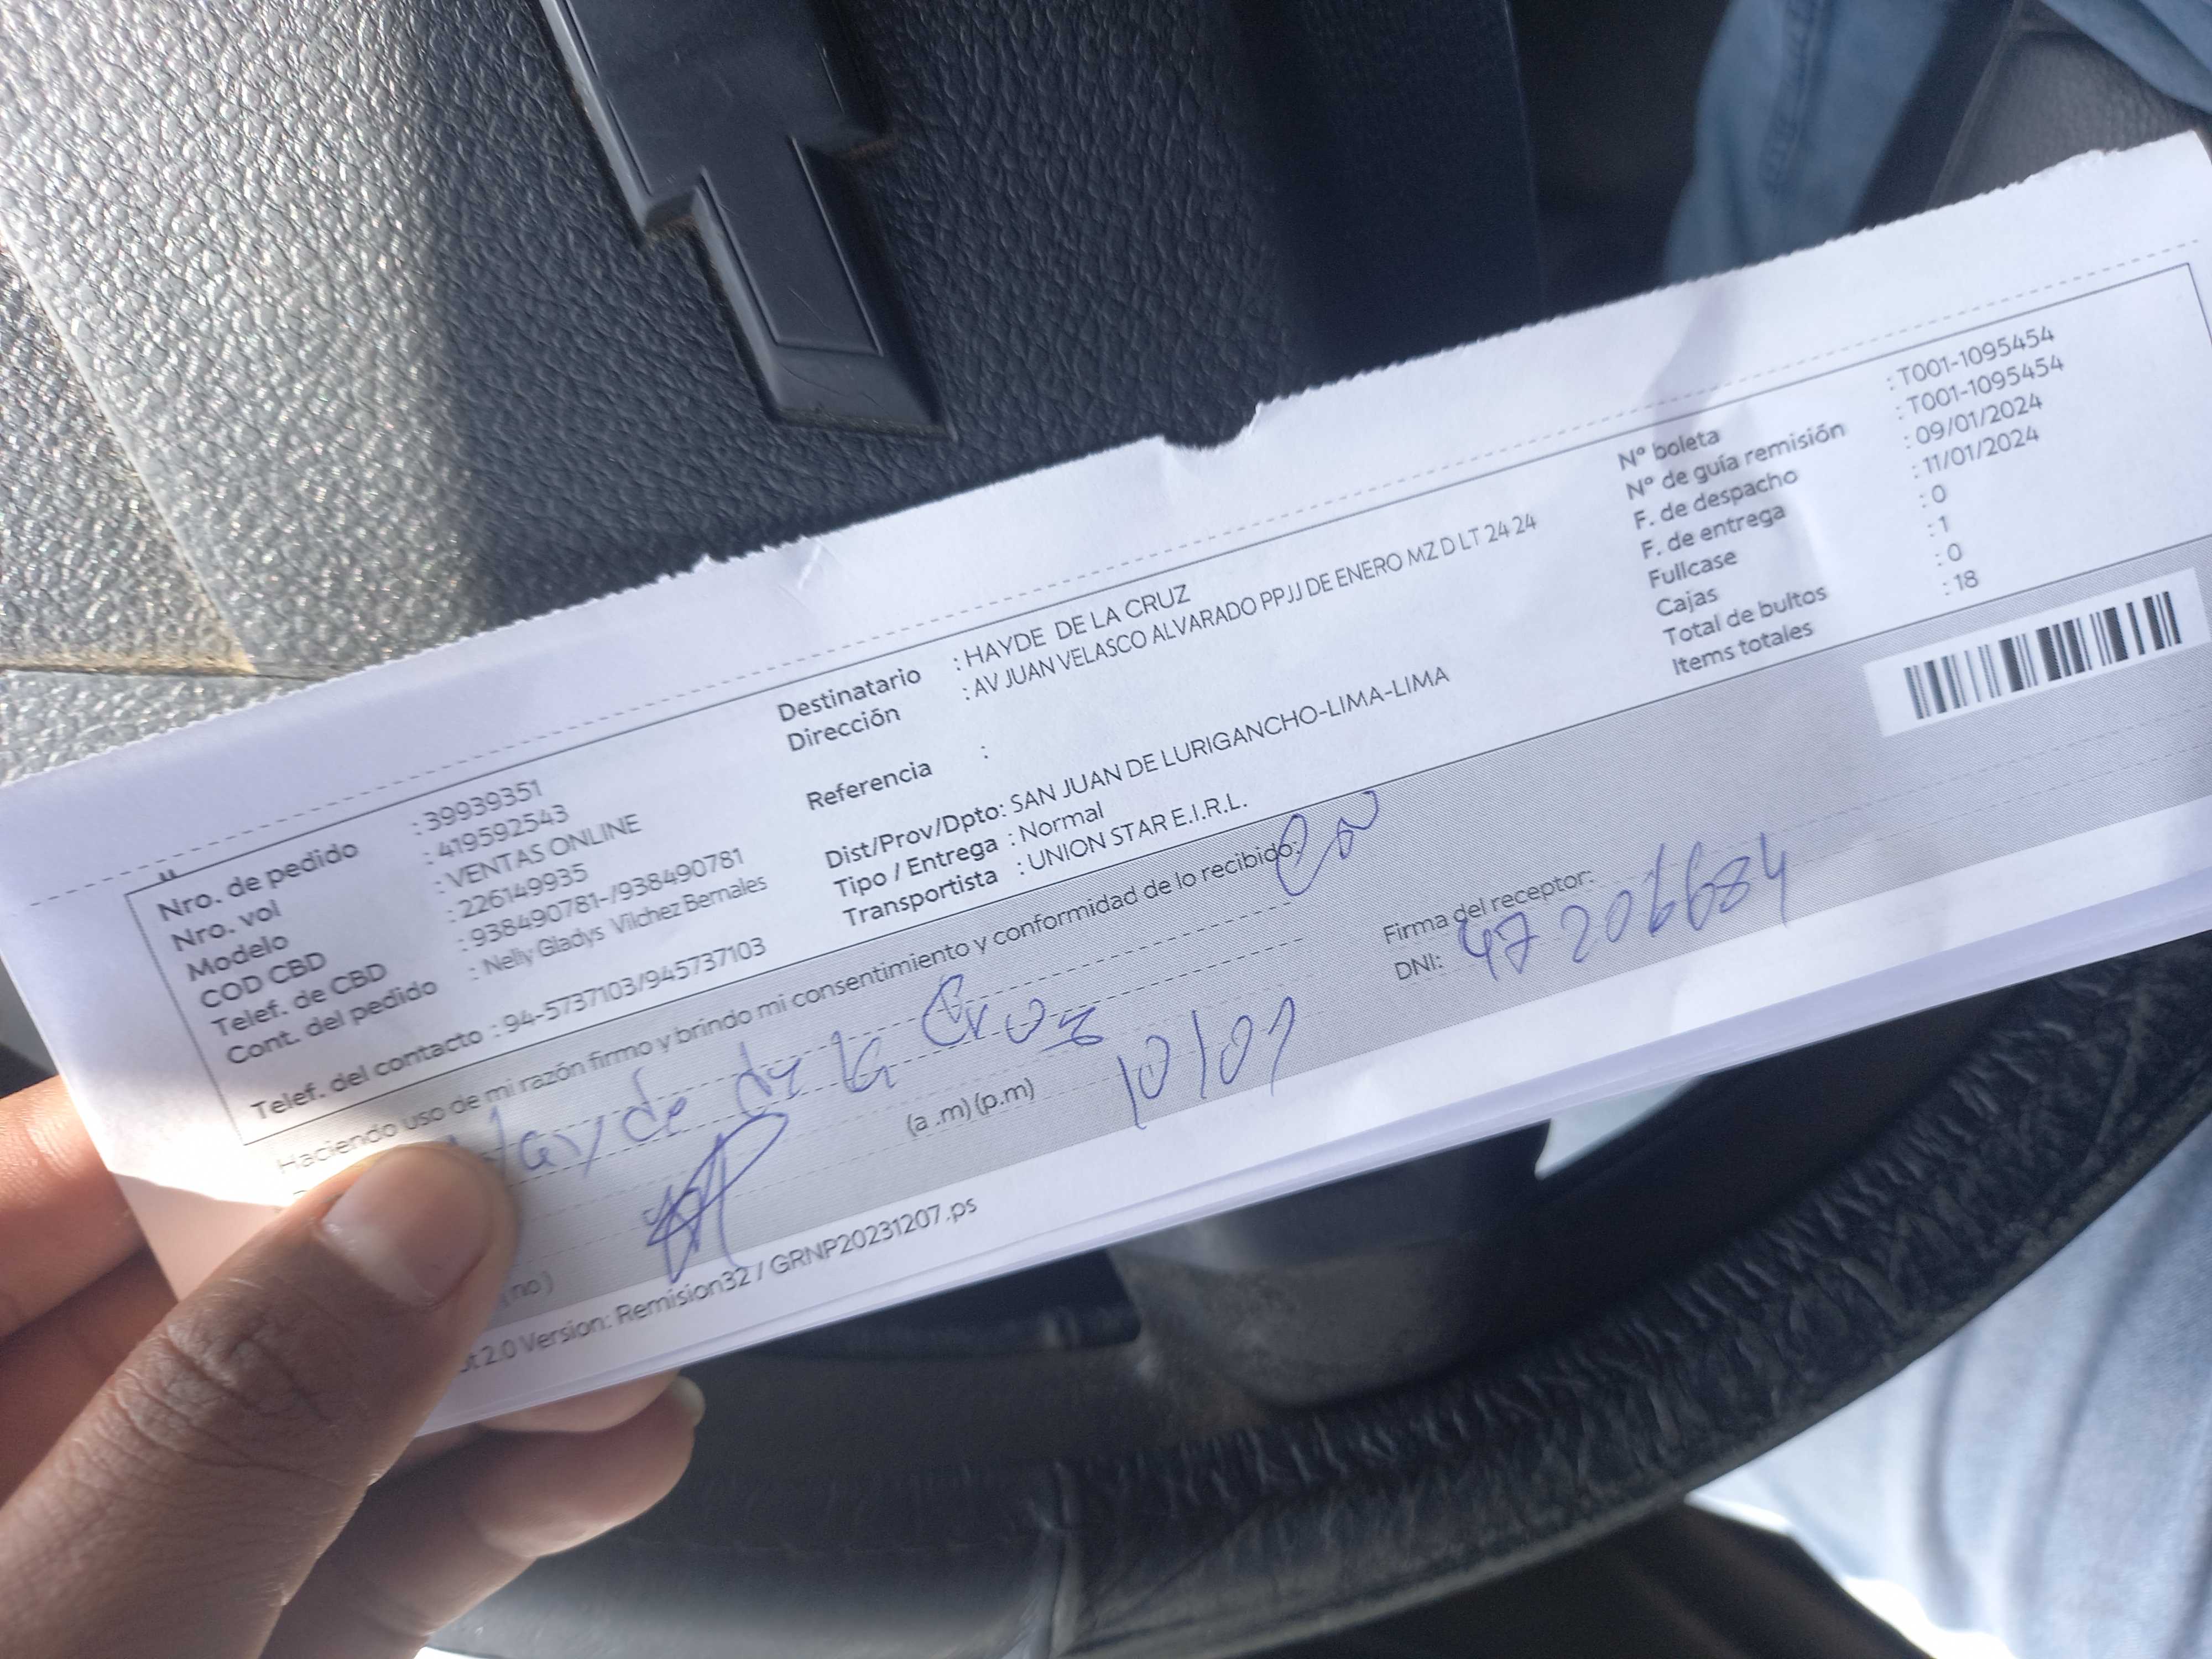 Nro. de pedido : 39939351
Nro. vol : 419592543
Modelo : VENTAS ONLINE
COD CBD : 226149935
Telef. de CBD : 938490781-/938490781
Cont. del pedido : Nelly Gladys Vilchez Bernales
Telef. del contacto : 94-5737103/945737103
Destinatario : HAYDE DE LA CRUZ
Dirección : AV JUAN VELASCO ALVARADO PPJJ DE ENERO MZ D LT 24 24
Referencia :
Dist/Prov/Dpto: SAN JUAN DE LURIGANCHO-LIMA-LIMA
Tipo / Entrega : Normal
Transportista : UNION STAR E.I.R.L.
Nº boleta : T001-1095454
Nº de guía remisión : T001-1095454
F. de despacho : 09/01/2024
F. de entrega : 11/01/2024
Fullcase : 0
Cajas : 1
Total de bultos : 0
Items totales : 18
Haciendo uso de mi razón firmo y brindo mi consentimiento y conformidad de lo recibido:
Hayde de la Cruz
Firma del receptor:
DNI: 47206684
(a .m) (p.m) 10/01
(no)
2.0 Version: Remision32 / GRNP20231207.ps